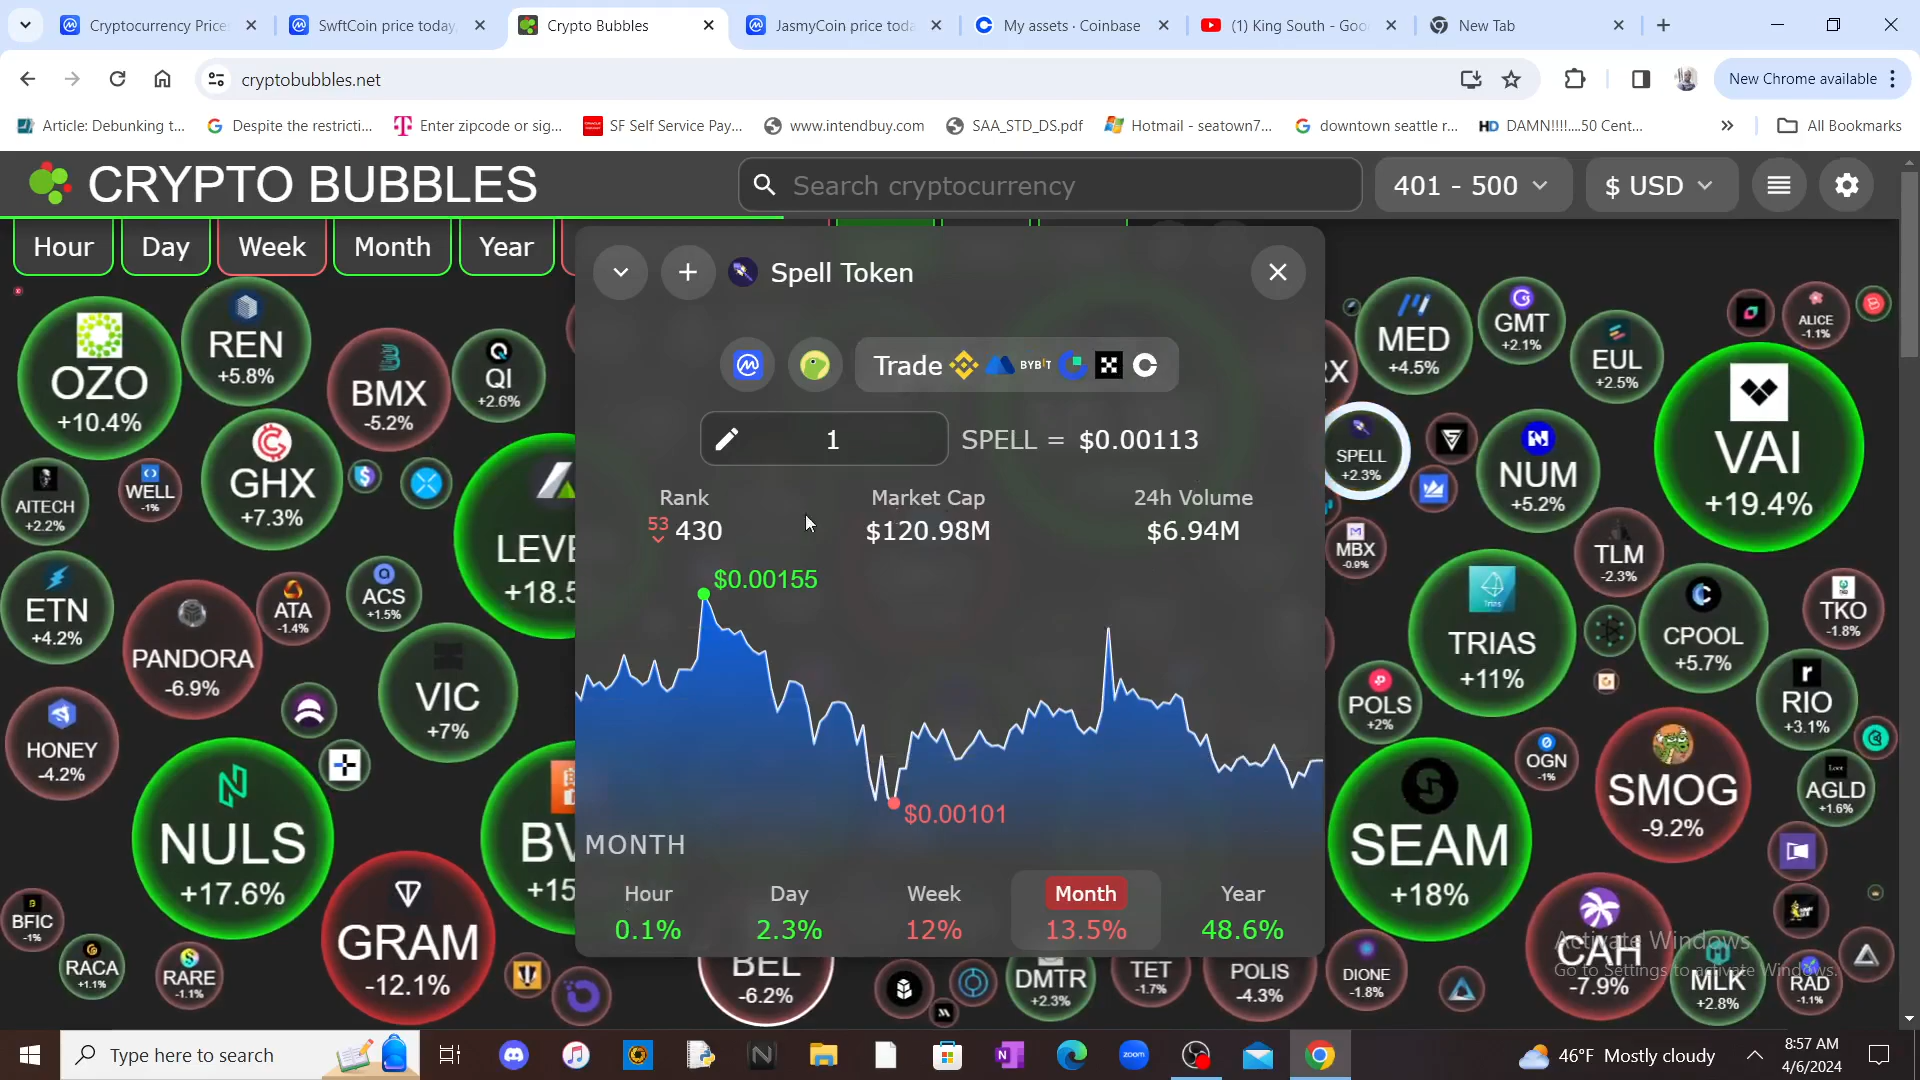 Cryptocurrency Price
SwftCoin price today,
Crypto Bubbles
JasmyCoin price toda
My assets · Coinbase
(1) King South - Goo
New Tab
cryptobubbles.net
New Chrome available
Article: Debunking t...
Despite the restricti...
Enter zipcode or sig...
SF Self Service Pay...
www.intendbuy.com
SAA_STD_DS.pdf
Hotmail - seatown7...
downtown seattle r...
HD DAMN!!!!....50 Cent...
All Bookmarks
CRYPTO BUBBLES
Search cryptocurrency
401 - 500
$ USD
Hour
Day
Week
Month
Year
Spell Token
Trade
BYBIT
1
SPELL = $0.00113
Rank
53 430
Market Cap
$120.98M
24h Volume
$6.94M
$0.00155
$0.00101
MONTH
Hour
0.1%
Day
2.3%
Week
12%
Month
13.5%
Year
48.6%
OZO
+10.4%
REN
+5.8%
BMX
-5.2%
QI
+2.6%
AITECH
+2.2%
WELL
-1%
GHX
+7.3%
LEVE
+18.5
ETN
+4.2%
PANDORA
-6.9%
ATA
-1.4%
ACS
+1.5%
VIC
+7%
HONEY
-4.2%
NULS
+17.6%
BV
+15
GRAM
-12.1%
BFIC
-1%
RACA
+1.1%
RARE
-1.1%
BEL
-6.2%
DMTR
+2.3%
TET
-1.7%
POLIS
-4.3%
DIONE
-1.8%
RX
MED
+4.5%
GMT
+2.1%
EUL
+2.5%
ALICE
-1.1%
SPELL
+2.3%
NUM
+5.2%
VAI
+19.4%
MBX
-0.9%
TLM
-2.3%
TRIAS
+11%
Trias
CPOOL
+5.7%
TKO
-1.8%
POLS
+2%
RIO
+3.1%
OGN
-1%
SMOG
-9.2%
Loot
AGLD
+1.6%
SEAM
+18%
CAH
-7.9%
MLK
+2.8%
RAD
-1.1%
Activate Windows
Go to Settings to activate Windows.
Type here to search
zoom
46°F Mostly cloudy
8:57 AM
4/6/2024